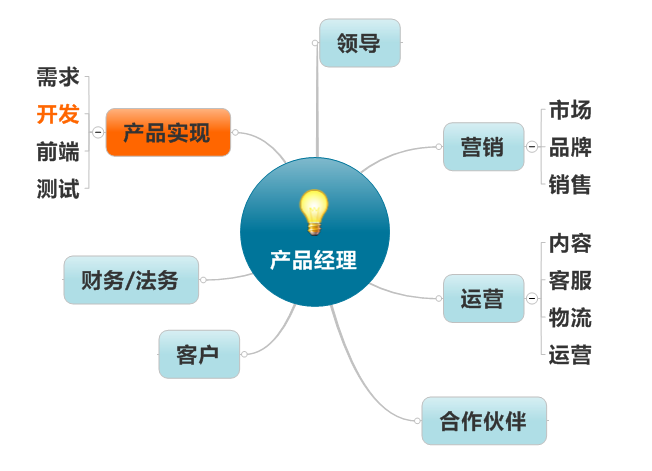 领导
需求
开发
前端
测试
产品实现
营销
市场
品牌
销售
产品经理
财务/法务
运营
内容
客服
物流
运营
客户
合作伙伴